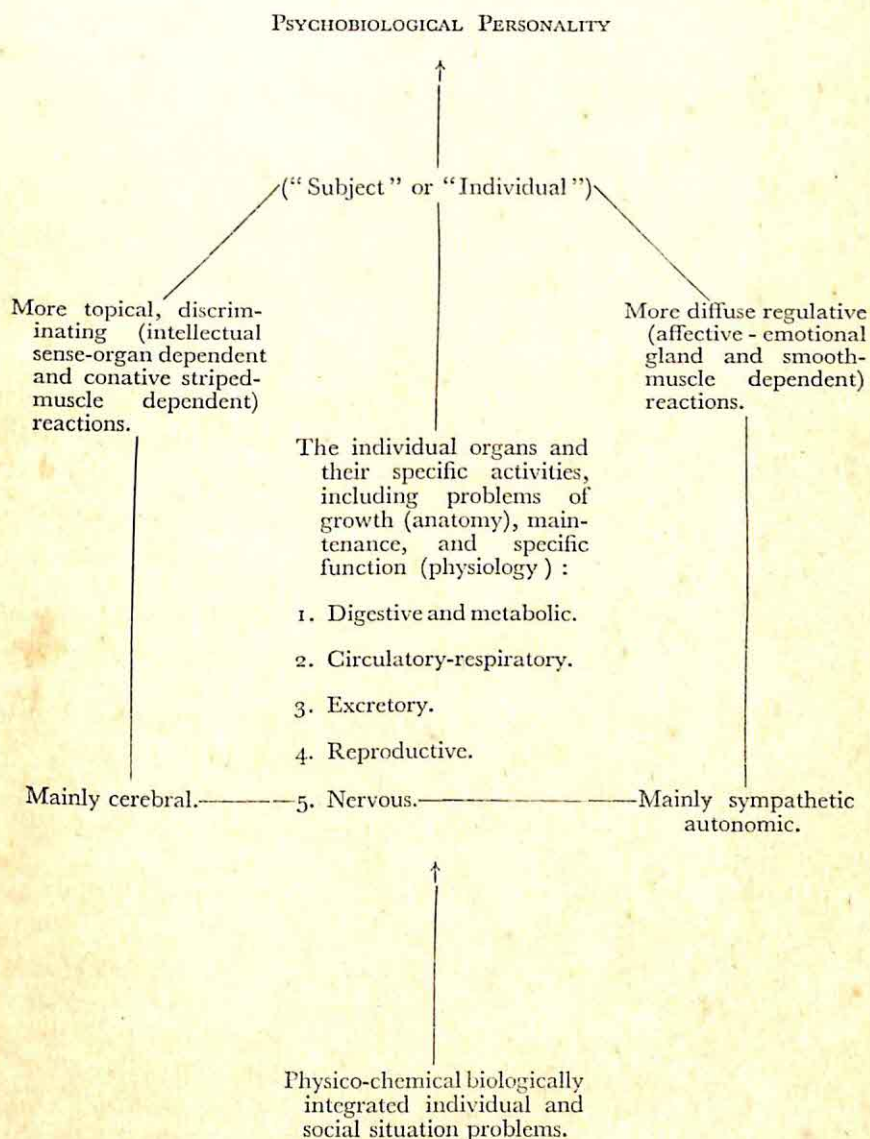 PSYCHOBIOLOGICAL PERSONALITY
(“Subject” or “Individual”)
More topical, discrim-
inating (intellectual
sense-organ dependent
and conative striped-
muscle dependent)
reactions.
More diffuse regulative
(affective - emotional
gland and smooth-
muscle dependent)
reactions.
The individual organs and
their specific activities,
including problems of
growth (anatomy), main-
tenance, and specific
function (physiology) :
1. Digestive and metabolic.
2. Circulatory-respiratory.
3. Excretory.
4. Reproductive.
Mainly cerebral.
5. Nervous.
Mainly sympathetic
autonomic.
Physico-chemical biologically
integrated individual and
social situation problems.